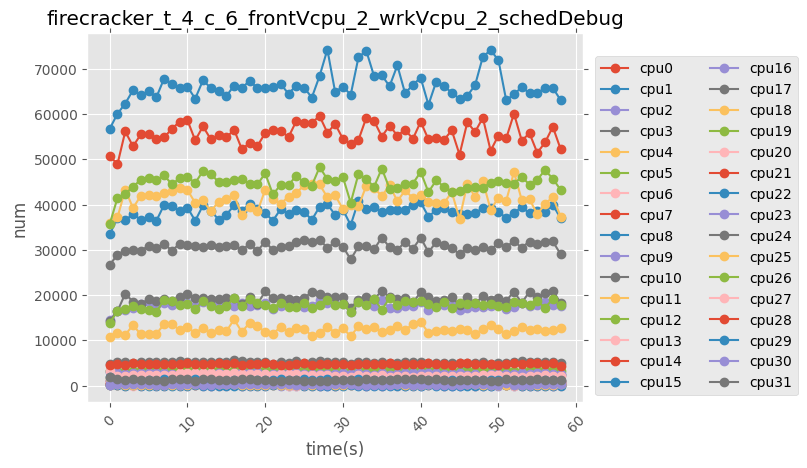 firecracker_t_4_c_6_frontVcpu_2_wrkVcpu_2_schedDebug
num
70000
60000
50000
40000
30000
20000
10000
0
0
10
20
30
40
50
60
time(s)
cpu0
cpu1
cpu2
cpu3
cpu4
cpu5
cpu6
cpu7
cpu8
cpu9
cpu10
cpu11
cpu12
cpu13
cpu14
cpu15
cpu16
cpu17
cpu18
cpu19
cpu20
cpu21
cpu22
cpu23
cpu24
cpu25
cpu26
cpu27
cpu28
cpu29
cpu30
cpu31